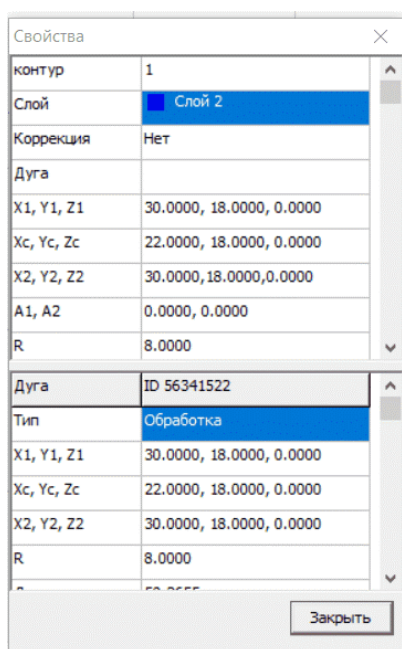 Свойства
контур 1
Слой Слой 2
Коррекция Нет
Дуга
X1, Y1, Z1 30.0000, 18.0000, 0.0000
Xc, Yc, Zc 22.0000, 18.0000, 0.0000
X2, Y2, Z2 30.0000,18.0000,0.0000
A1, A2 0.0000, 0.0000
R 8.0000
Дуга ID 56341522
Тип Обработка
X1, Y1, Z1 30.0000, 18.0000, 0.0000
Xc, Yc, Zc 22.0000, 18.0000, 0.0000
X2, Y2, Z2 30.0000, 18.0000, 0.0000
R 8.0000
Закрыть